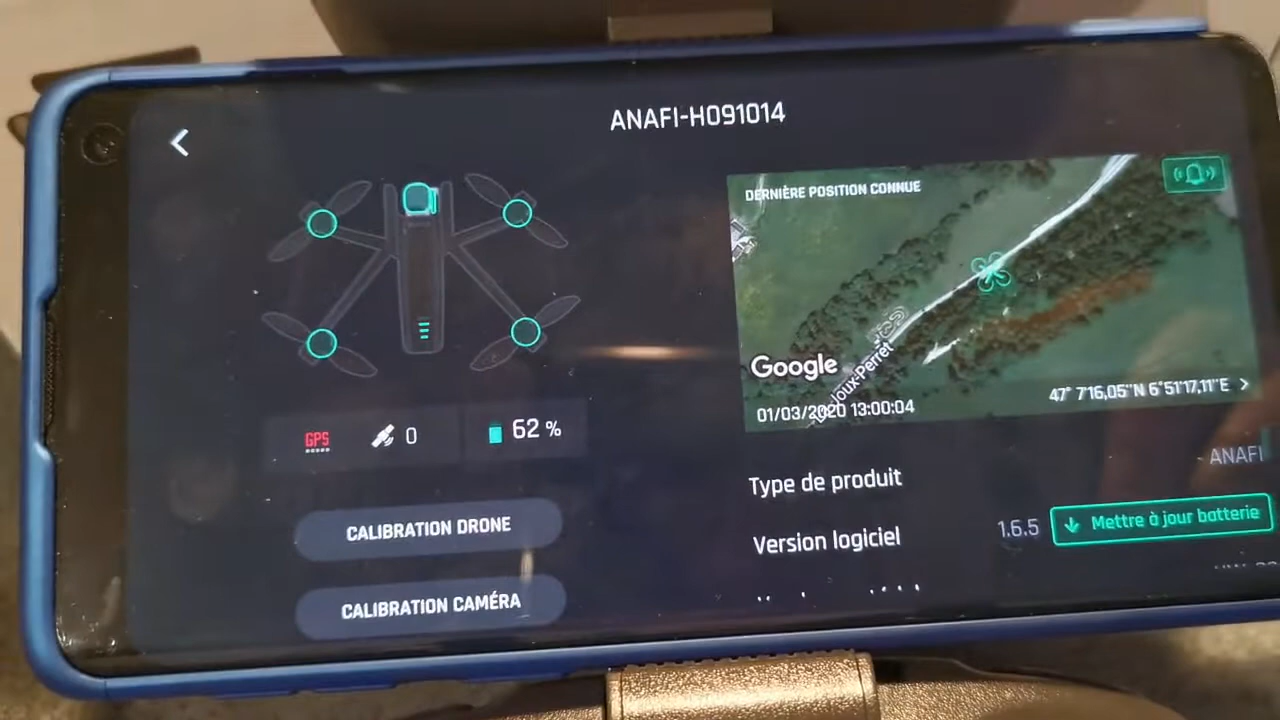 ANAFI-H091014
DERNIÈRE POSITION CONNUE
Google
Joux-Perret
01/03/2020 13:00:04
47° 7'16,05"N 6°51'17,11"E
GPS
0
62 %
CALIBRATION DRONE
CALIBRATION CAMÉRA
Type de produit
ANAFI
Version logiciel
1.6.5
Mettre à jour batterie